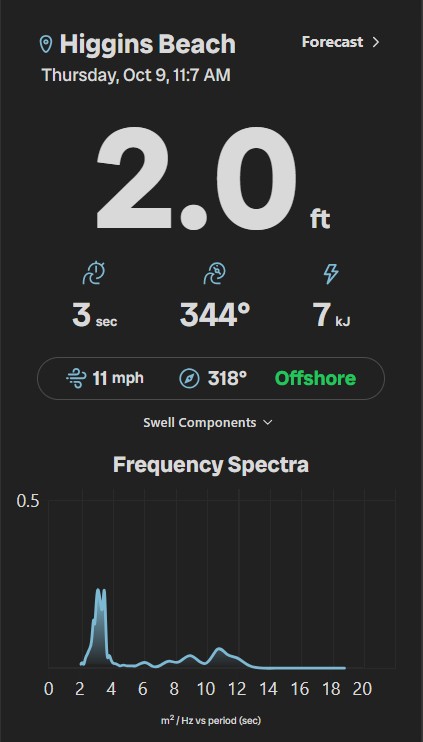 Higgins Beach Forecast >
Thursday, Oct 9, 11:7 AM
2.0 ft
3 sec 344° 7 kJ
11 mph 318° Offshore
Swell Components
Frequency Spectra
0.5
0 2 4 6 8 10 12 14 16 18 20
m² / Hz vs period (sec)